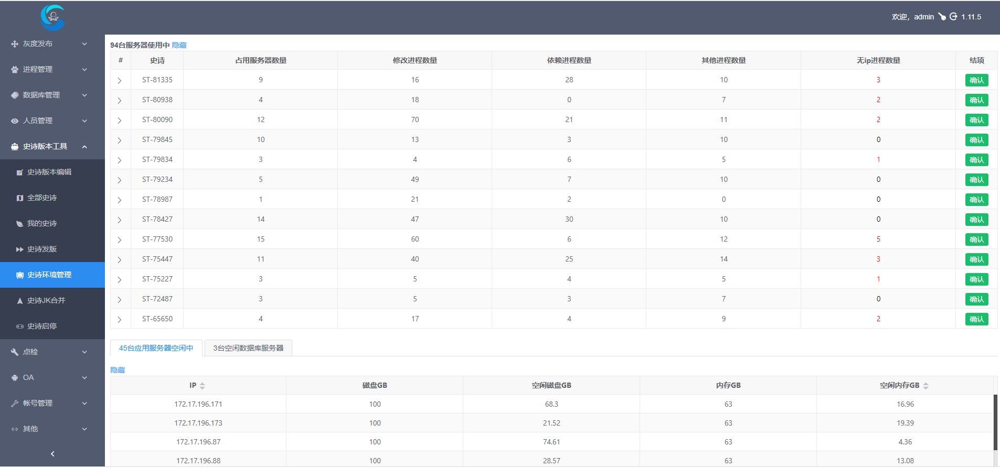 欢迎，admin 1.11.5
灰度发布
进程管理
数据库管理
人员管理
史诗版本工具
史诗版本编辑
全部史诗
我的史诗
史诗发版
史诗环境管理
史诗JK合并
史诗启停
点检
OA
帐号管理
其他
94台服务器使用中 隐藏
# 史诗 占用服务器数量 修改进程数量 依赖进程数量 其他进程数量 无ip进程数量 结项
ST-81335 9 16 28 10 3 确认
ST-80938 4 18 0 7 2 确认
ST-80090 12 70 21 11 2 确认
ST-79845 10 13 3 10 0 确认
ST-79834 3 4 6 5 1 确认
ST-79234 5 49 7 10 0 确认
ST-78987 1 21 2 0 0 确认
ST-78427 14 47 30 10 0 确认
ST-77530 15 60 6 12 5 确认
ST-75447 11 40 25 14 3 确认
ST-75227 3 5 4 5 1 确认
ST-72487 3 5 3 7 0 确认
ST-65650 4 17 4 9 2 确认
45台应用服务器空闲中 3台空闲数据库服务器
隐藏
IP 磁盘GB 空闲磁盘GB 内存GB 空闲内存GB
172.17.196.171 100 68.3 63 16.96
172.17.196.173 100 21.52 63 19.39
172.17.196.87 100 74.61 63 4.36
172.17.196.88 100 28.57 63 13.08